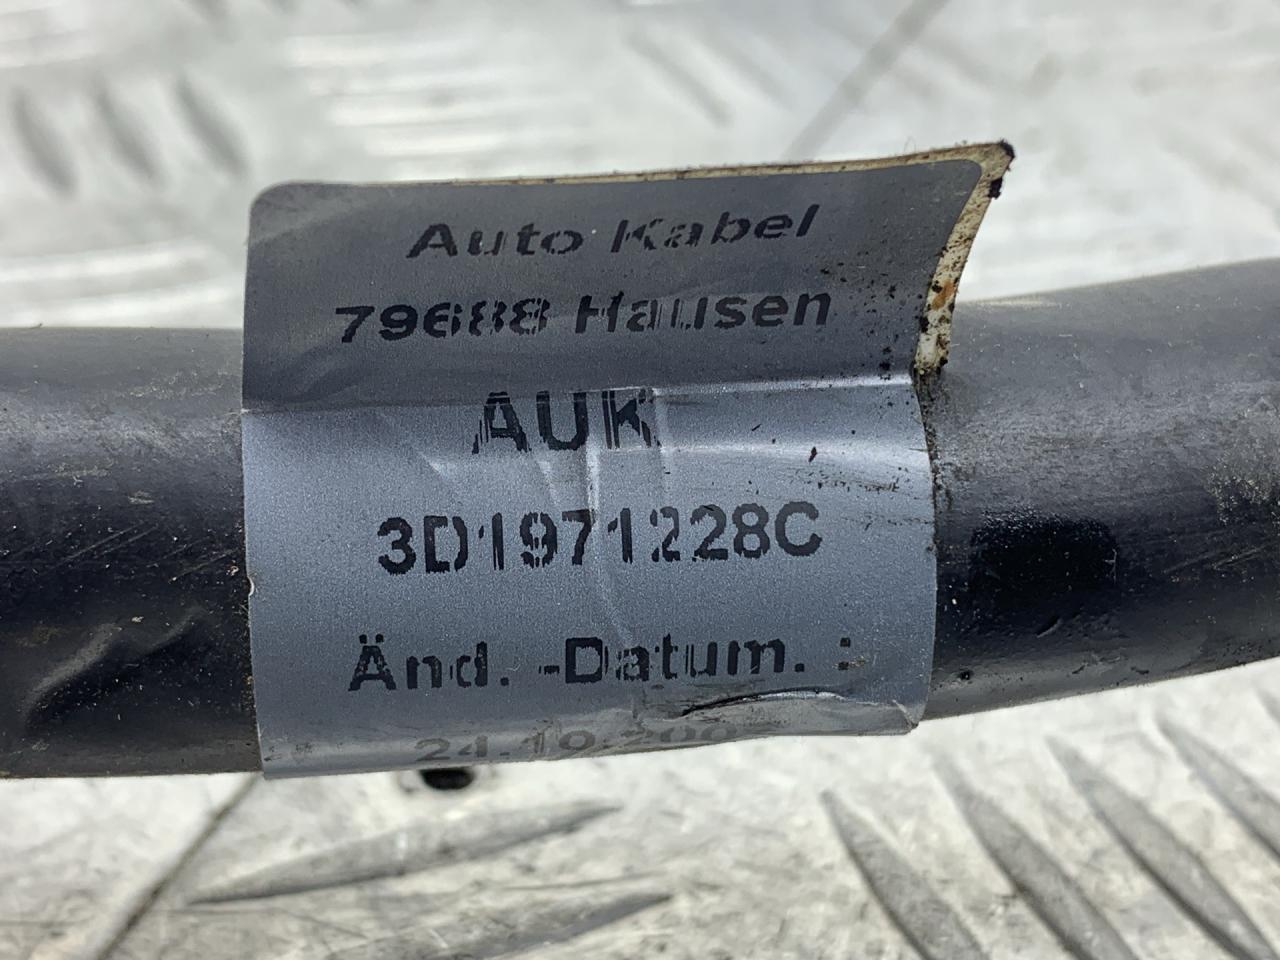 Auto Kabel
79688 Hausen
AUK
3D1971228C
Änd. -Datum. :